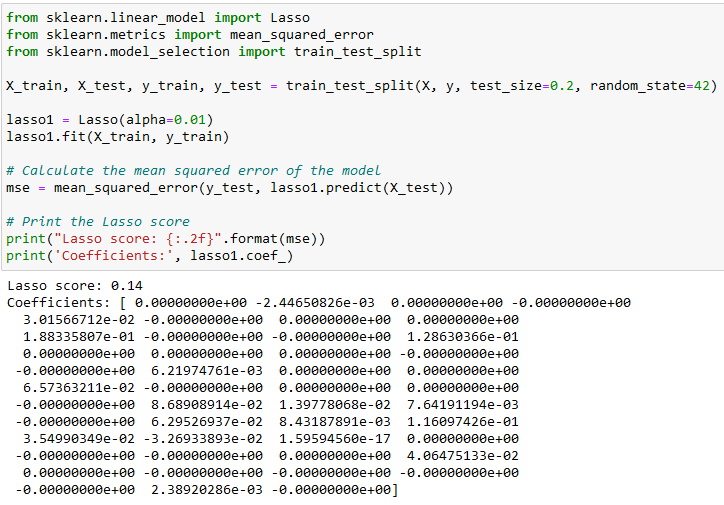 from sklearn.linear_model import Lasso
from sklearn.metrics import mean_squared_error
from sklearn.model_selection import train_test_split
X_train, X_test, y_train, y_test = train_test_split(X, y, test_size=0.2, random_state=42)
lasso1 = Lasso(alpha=0.01)
lasso1.fit(X_train, y_train)
# Calculate the mean squared error of the model
mse = mean_squared_error(y_test, lasso1.predict(X_test))
# Print the Lasso score
print("Lasso score: {:.2f}".format(mse))
print('Coefficients:', lasso1.coef_)
Lasso score: 0.14
Coefficients: [ 0.00000000e+00 -2.44650826e-03  0.00000000e+00 -0.00000000e+00
  3.01566712e-02 -0.00000000e+00  0.00000000e+00  0.00000000e+00
  1.88335807e-01 -0.00000000e+00 -0.00000000e+00  1.28630366e-01
  0.00000000e+00  0.00000000e+00  0.00000000e+00 -0.00000000e+00
 -0.00000000e+00  6.21974761e-03  0.00000000e+00  0.00000000e+00
  6.57363211e-02 -0.00000000e+00  0.00000000e+00  0.00000000e+00
 -0.00000000e+00  8.68908914e-02  1.39778068e-02  7.64191194e-03
 -0.00000000e+00  6.29526937e-02  8.43187891e-03  1.16097426e-01
  3.54990349e-02 -3.26933893e-02  1.59594560e-17  0.00000000e+00
 -0.00000000e+00 -0.00000000e+00  0.00000000e+00  4.06475133e-02
  0.00000000e+00 -0.00000000e+00 -0.00000000e+00 -0.00000000e+00
 -0.00000000e+00  2.38920286e-03 -0.00000000e+00]